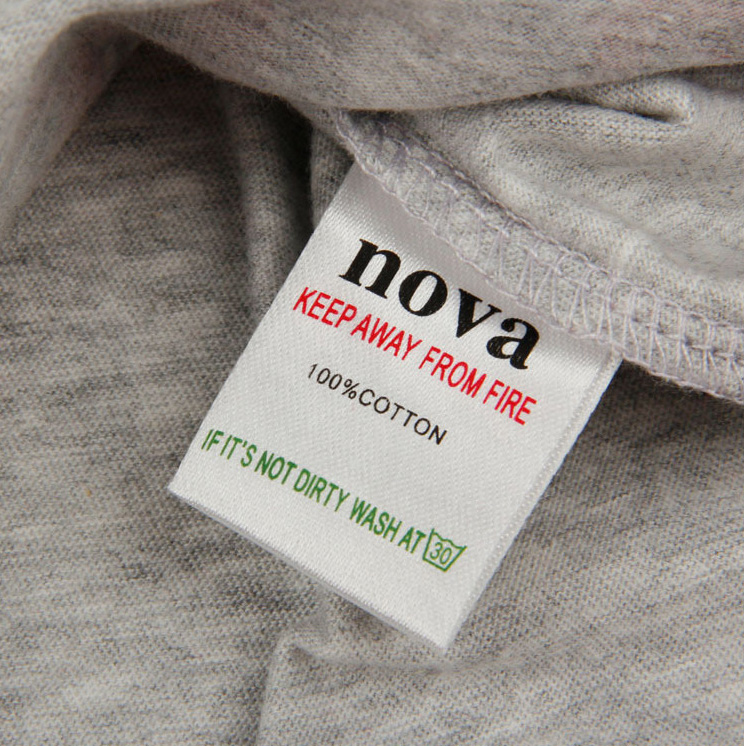 nova
KEEP AWAY FROM FIRE
100%COTTON
IF IT'S NOT DIRTY WASH AT 30